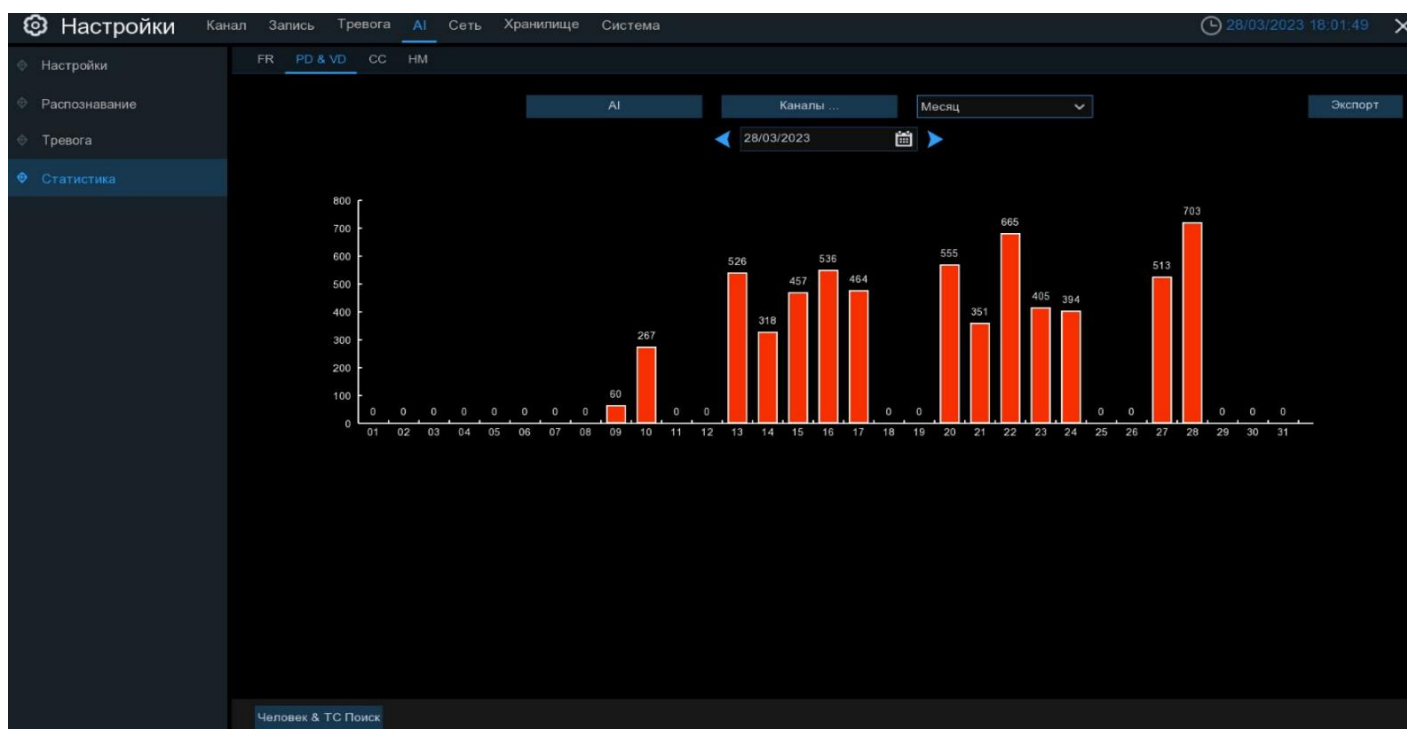 Настройки Канал Запись Тревога AI Сеть Хранилище Система 28/03/2023 18:01:49
Настройки
Распознавание
Тревога
Статистика
FR PD & VD CC HM
AI Каналы ... Месяц Экспорт
28/03/2023
800
700
600
500
400
300
200
100
0
0 0 0 0 0 0 0 0 60 267 0 0 526 318 457 536 464 0 0 555 351 665 405 394 0 0 513 703 0 0 0
01 02 03 04 05 06 07 08 09 10 11 12 13 14 15 16 17 18 19 20 21 22 23 24 25 26 27 28 29 30 31
Человек & ТС Поиск